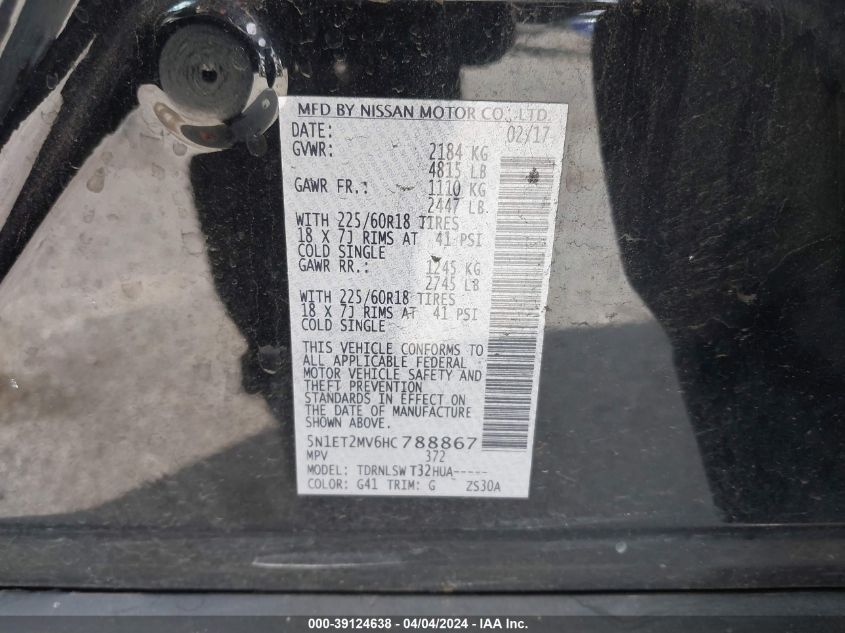 MFD BY NISSAN MOTOR CO., LTD.
DATE: 02/17
GVWR: 2184 KG
4815 LB
GAWR FR.: 1110 KG
2447 LB.
WITH 225/60R18 TIRES
18 X 7J RIMS AT 41 PSI
COLD SINGLE
GAWR RR.: 1245 KG
2745 LB
WITH 225/60R18 TIRES
18 X 7J RIMS AT 41 PSI
COLD SINGLE
THIS VEHICLE CONFORMS TO
ALL APPLICABLE FEDERAL
MOTOR VEHICLE SAFETY AND
THEFT PREVENTION
STANDARDS IN EFFECT ON
THE DATE OF MANUFACTURE
SHOWN ABOVE.
5N1ET2MV6HC788867
MPV 372
MODEL: TDRNLSW T32HUA-----
COLOR: G41 TRIM: G ZS30A
000-39124638 - 04/04/2024 - IAA Inc.